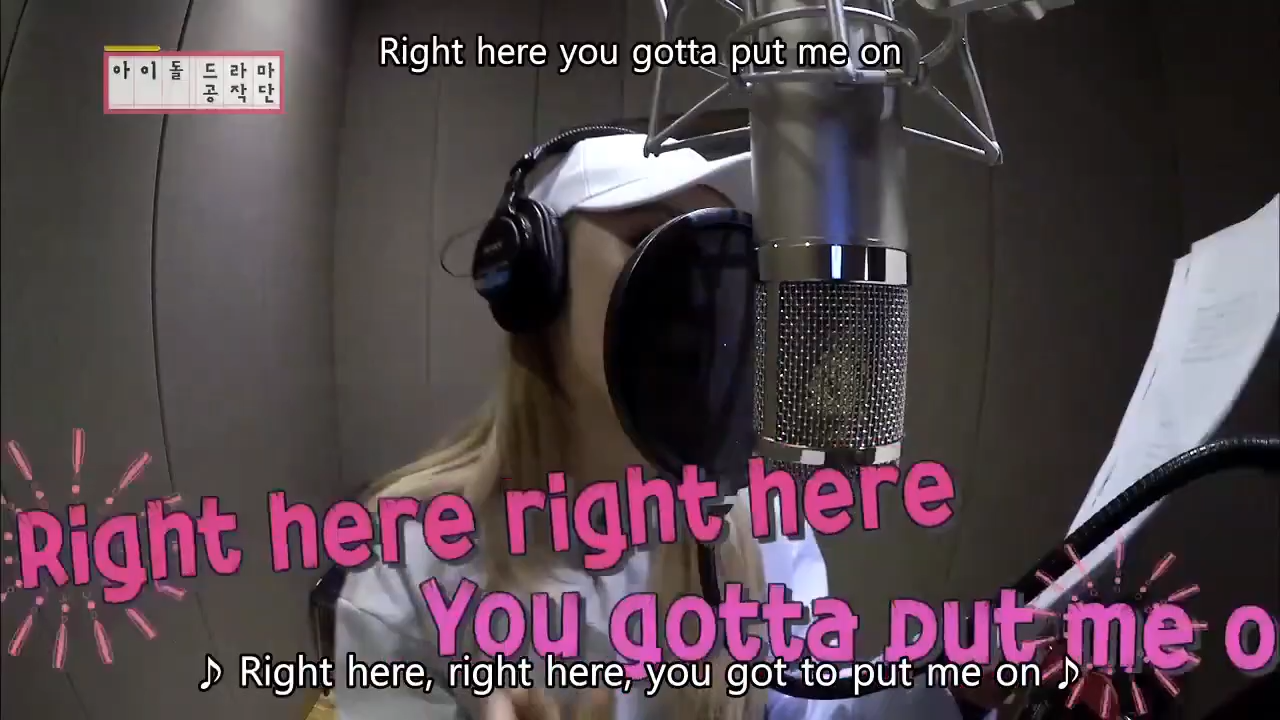 Right here you gotta put me on
아이돌 드라마
공작단
SONY
Right here right here
You gotta put me o
♪ Right here, right here, you got to put me on ♪